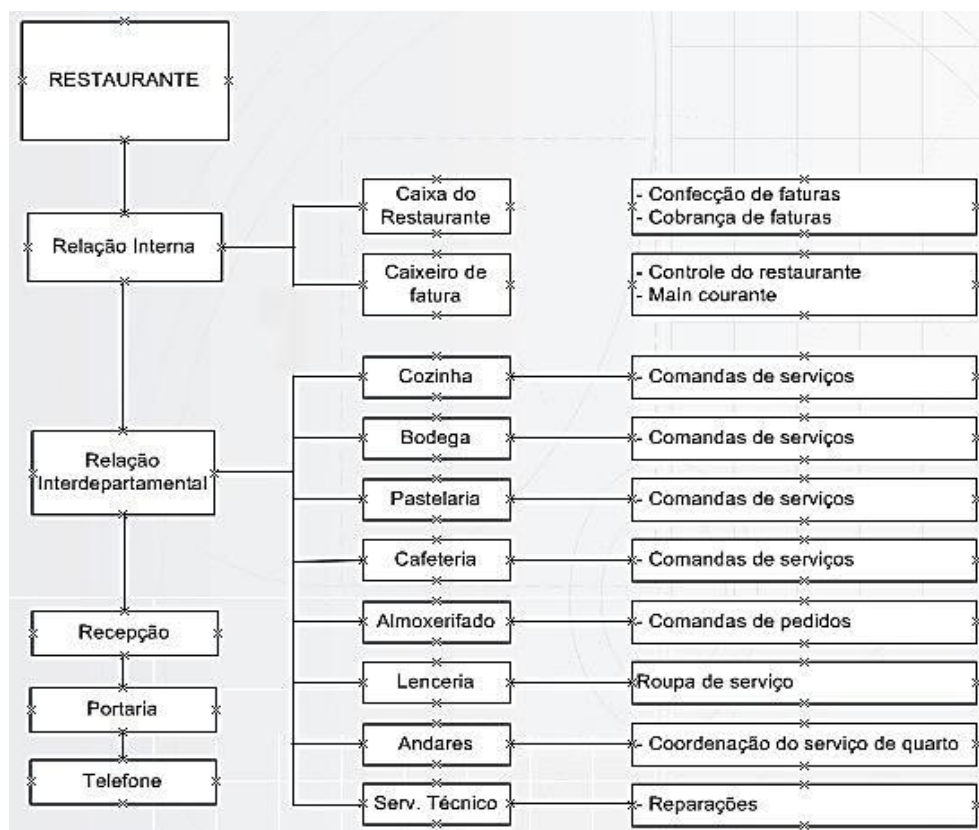 RESTAURANTE
Relação Interna
Caixa do
Restaurante
- Confecção de faturas
- Cobrança de faturas
Caixeiro de
fatura
- Controle do restaurante
- Main courante
Relação
Interdepartamental
Cozinha
- Comandas de serviços
Bodega
- Comandas de serviços
Pastelaria
- Comandas de serviços
Cafeteria
- Comandas de serviços
Almoxerifado
- Comandas de pedidos
Lenceria
Roupa de serviço
Andares
- Coordenação do serviço de quarto
Serv. Técnico
- Reparações
Recepção
Portaria
Telefone